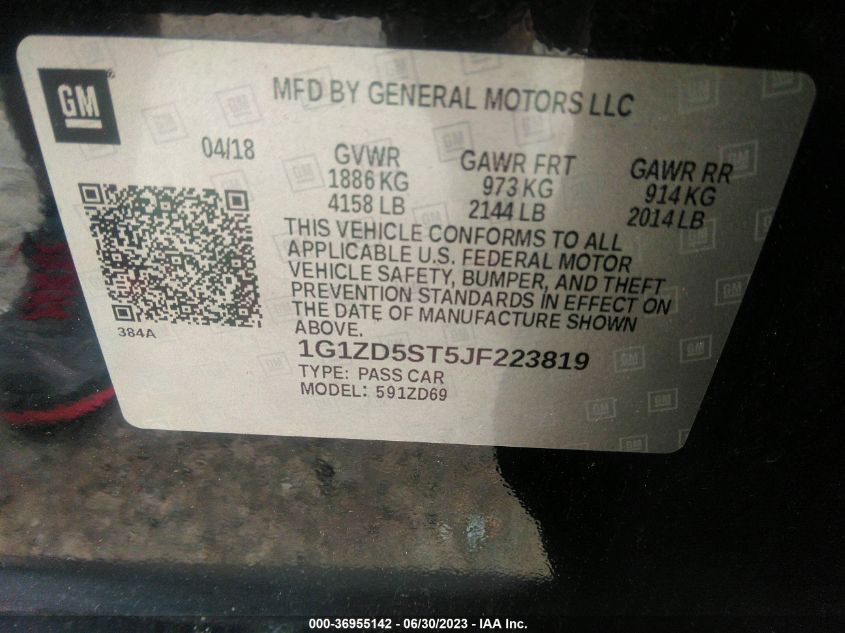 GM
MFD BY GENERAL MOTORS LLC
04/18
GVWR
1886 KG
4158 LB
GAWR FRT
973 KG
2144 LB
GAWR RR
914 KG
2014 LB
THIS VEHICLE CONFORMS TO ALL
APPLICABLE U.S. FEDERAL MOTOR
VEHICLE SAFETY, BUMPER, AND THEFT
PREVENTION STANDARDS IN EFFECT ON
THE DATE OF MANUFACTURE SHOWN
ABOVE.
384A
1G1ZD5ST5JF223819
TYPE: PASS CAR
MODEL: 591ZD69
000-36955142 - 06/30/2023 - IAA Inc.